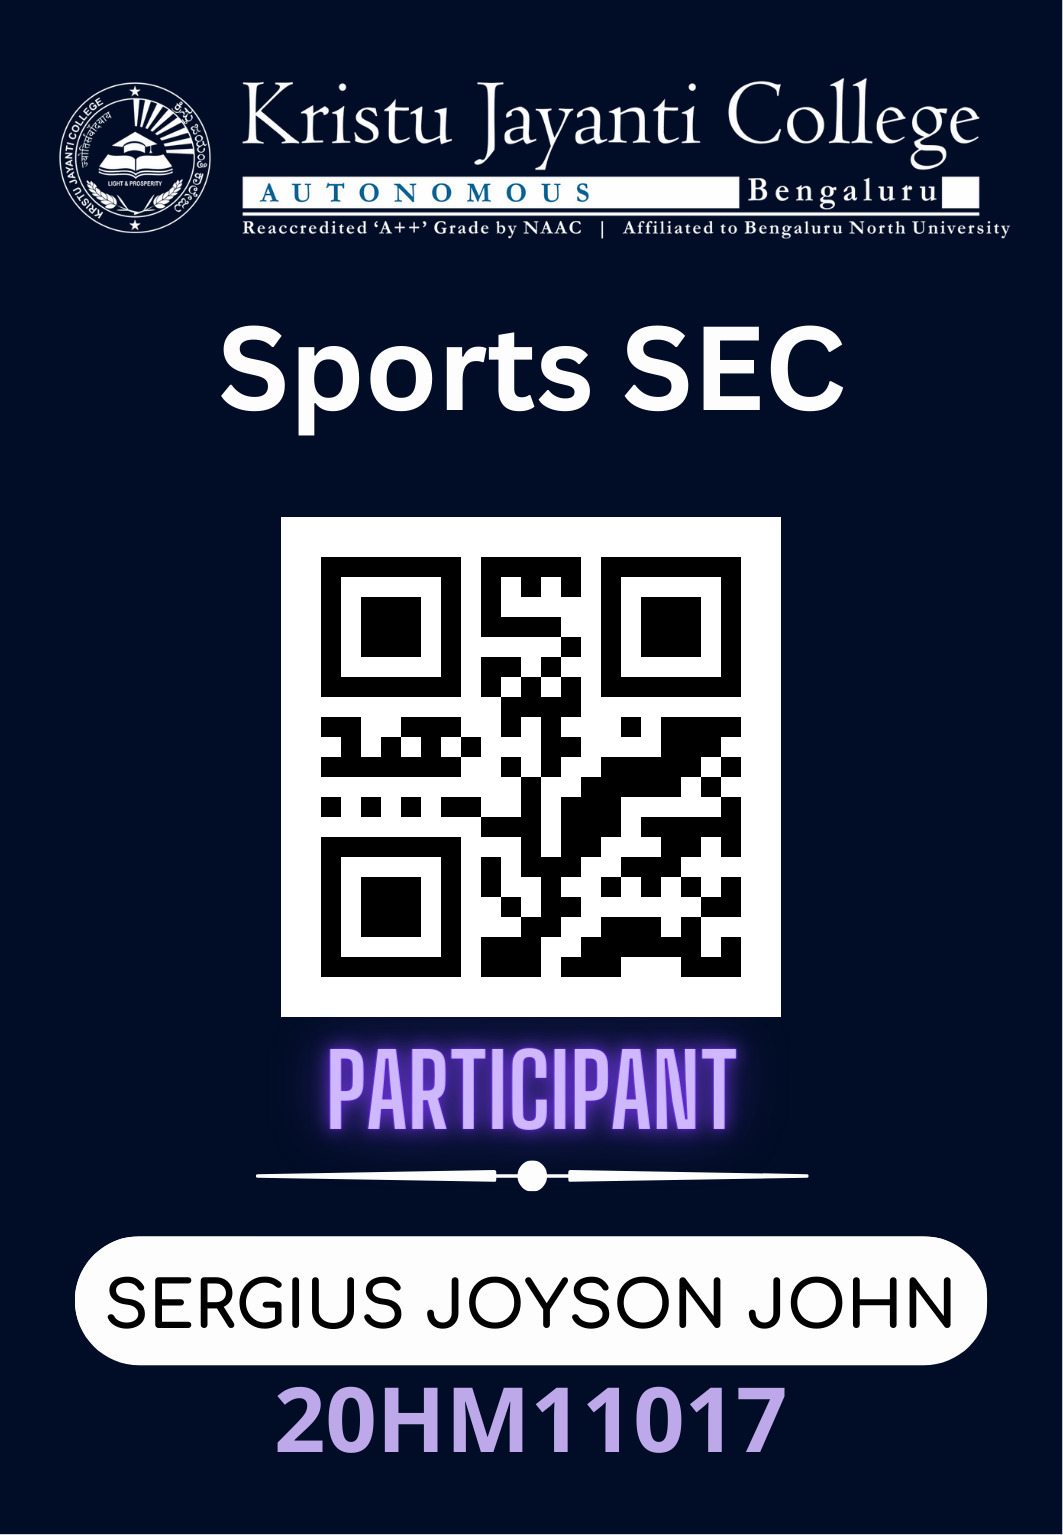 KRISTU JAYANTI COLLEGE
ಕ್ರಿಸ್ತು ಜಯಂತಿ ಕಾಲೇಜು
LIGHT & PROSPERITY
Kristu Jayanti College
AUTONOMOUS Bengaluru
Reaccredited ‘A++’ Grade by NAAC | Affiliated to Bengaluru North University
Sports SEC
PARTICIPANT
SERGIUS JOYSON JOHN
20HM11017